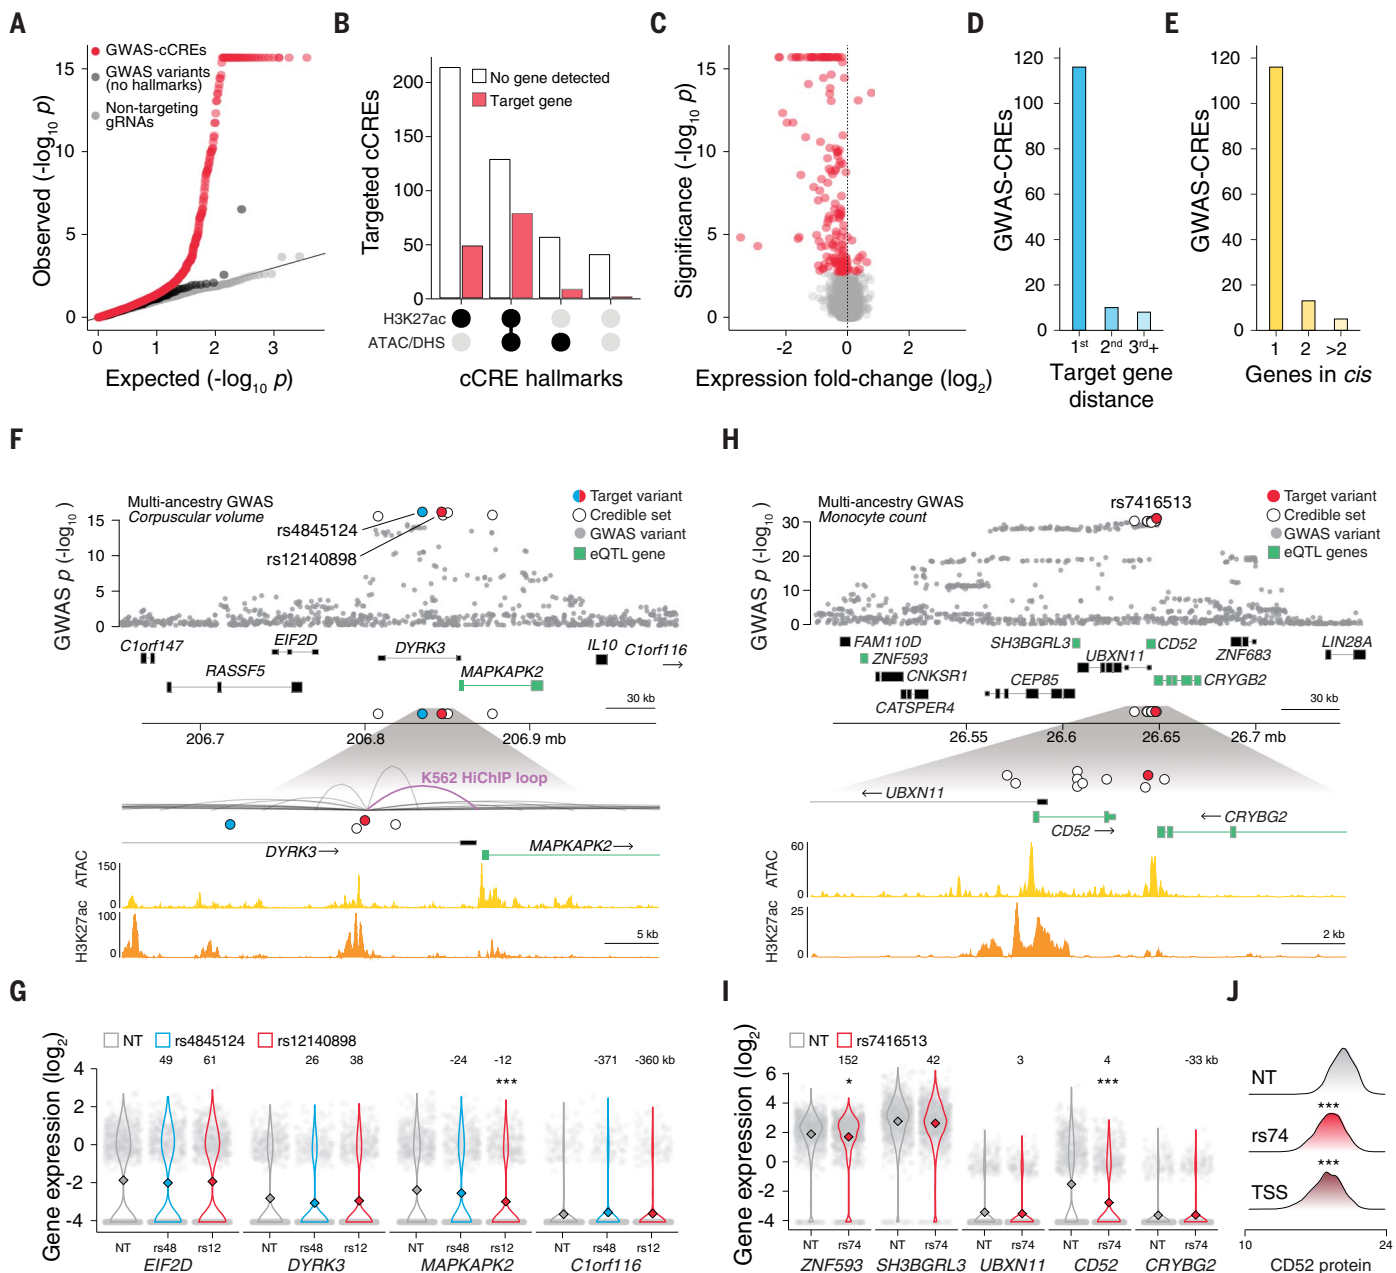 A
GWAS-cCREs
GWAS variants
(no hallmarks)
Non-targeting
gRNAs
Observed (-log10 p)
15
10
5
0
0
1
2
3
Expected (-log10 p)
B
No gene detected
Target gene
Targeted cCREs
200
150
100
50
0
H3K27ac
ATAC/DHS
cCRE hallmarks
C
Significance (-log10 p)
15
10
5
0
-2
0
2
Expression fold-change (log2)
D
GWAS-CREs
120
100
80
60
40
20
0
1st
2nd
3rd+
Target gene
distance
E
GWAS-CREs
120
100
80
60
40
20
0
1
2
>2
Genes in cis
F
Multi-ancestry GWAS
Corpuscular volume
rs4845124
rs12140898
Target variant
Credible set
GWAS variant
eQTL gene
GWAS p (-log10 )
15
10
5
0
C1orf147
EIF2D
DYRK3
IL10
C1orf116
RASSF5
MAPKAPK2
30 kb
206.7
206.8
206.9 mb
K562 HiChIP loop
DYRK3
MAPKAPK2
ATAC
150
0
H3K27ac
100
0
5 kb
H
Multi-ancestry GWAS
Monocyte count
rs7416513
Target variant
Credible set
GWAS variant
eQTL genes
GWAS p (-log10 )
30
20
10
0
FAM110D
SH3BGRL3
CD52
LIN28A
ZNF593
UBXN11
ZNF683
CNKSR1
CEP85
CRYGB2
CATSPER4
30 kb
26.55
26.6
26.65
26.7 mb
UBXN11
CD52
CRYBG2
ATAC
60
0
H3K27ac
25
0
2 kb
G
NT
rs4845124
rs12140898
49
61
26
38
-24
-12
-371
-360 kb
***
Gene expression (log2)
4
2
0
-2
-4
NT
rs48
rs12
NT
rs48
rs12
NT
rs48
rs12
NT
rs48
rs12
EIF2D
DYRK3
MAPKAPK2
C1orf116
I
NT
rs7416513
152
42
3
4
-33 kb
*
***
Gene expression (log2)
6
4
2
0
-2
-4
NT
rs74
NT
rs74
NT
rs74
NT
rs74
NT
rs74
ZNF593
SH3BGRL3
UBXN11
CD52
CRYBG2
J
NT
***
rs74
***
TSS
10
24
CD52 protein